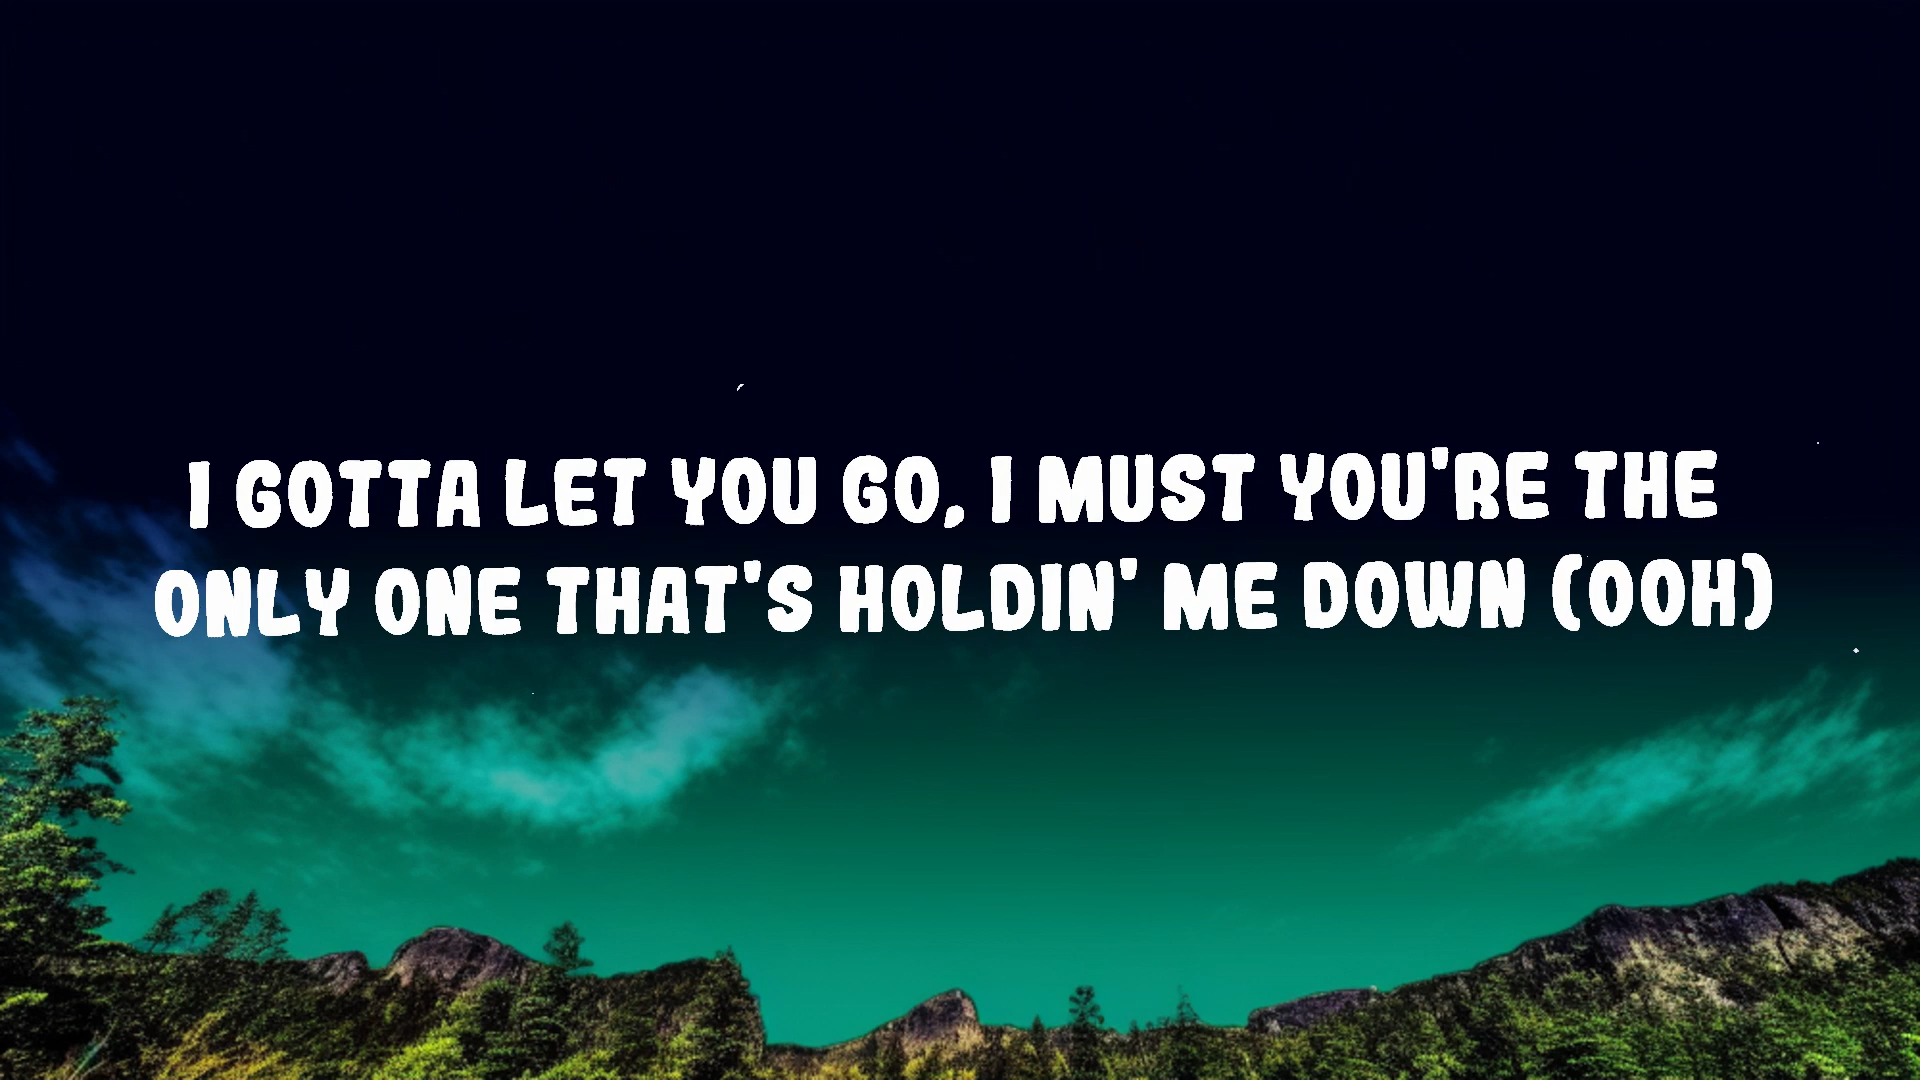 I GOTTA LET YOU GO, I MUST YOU'RE THE
ONLY ONE THAT'S HOLDIN' ME DOWN (OOH)